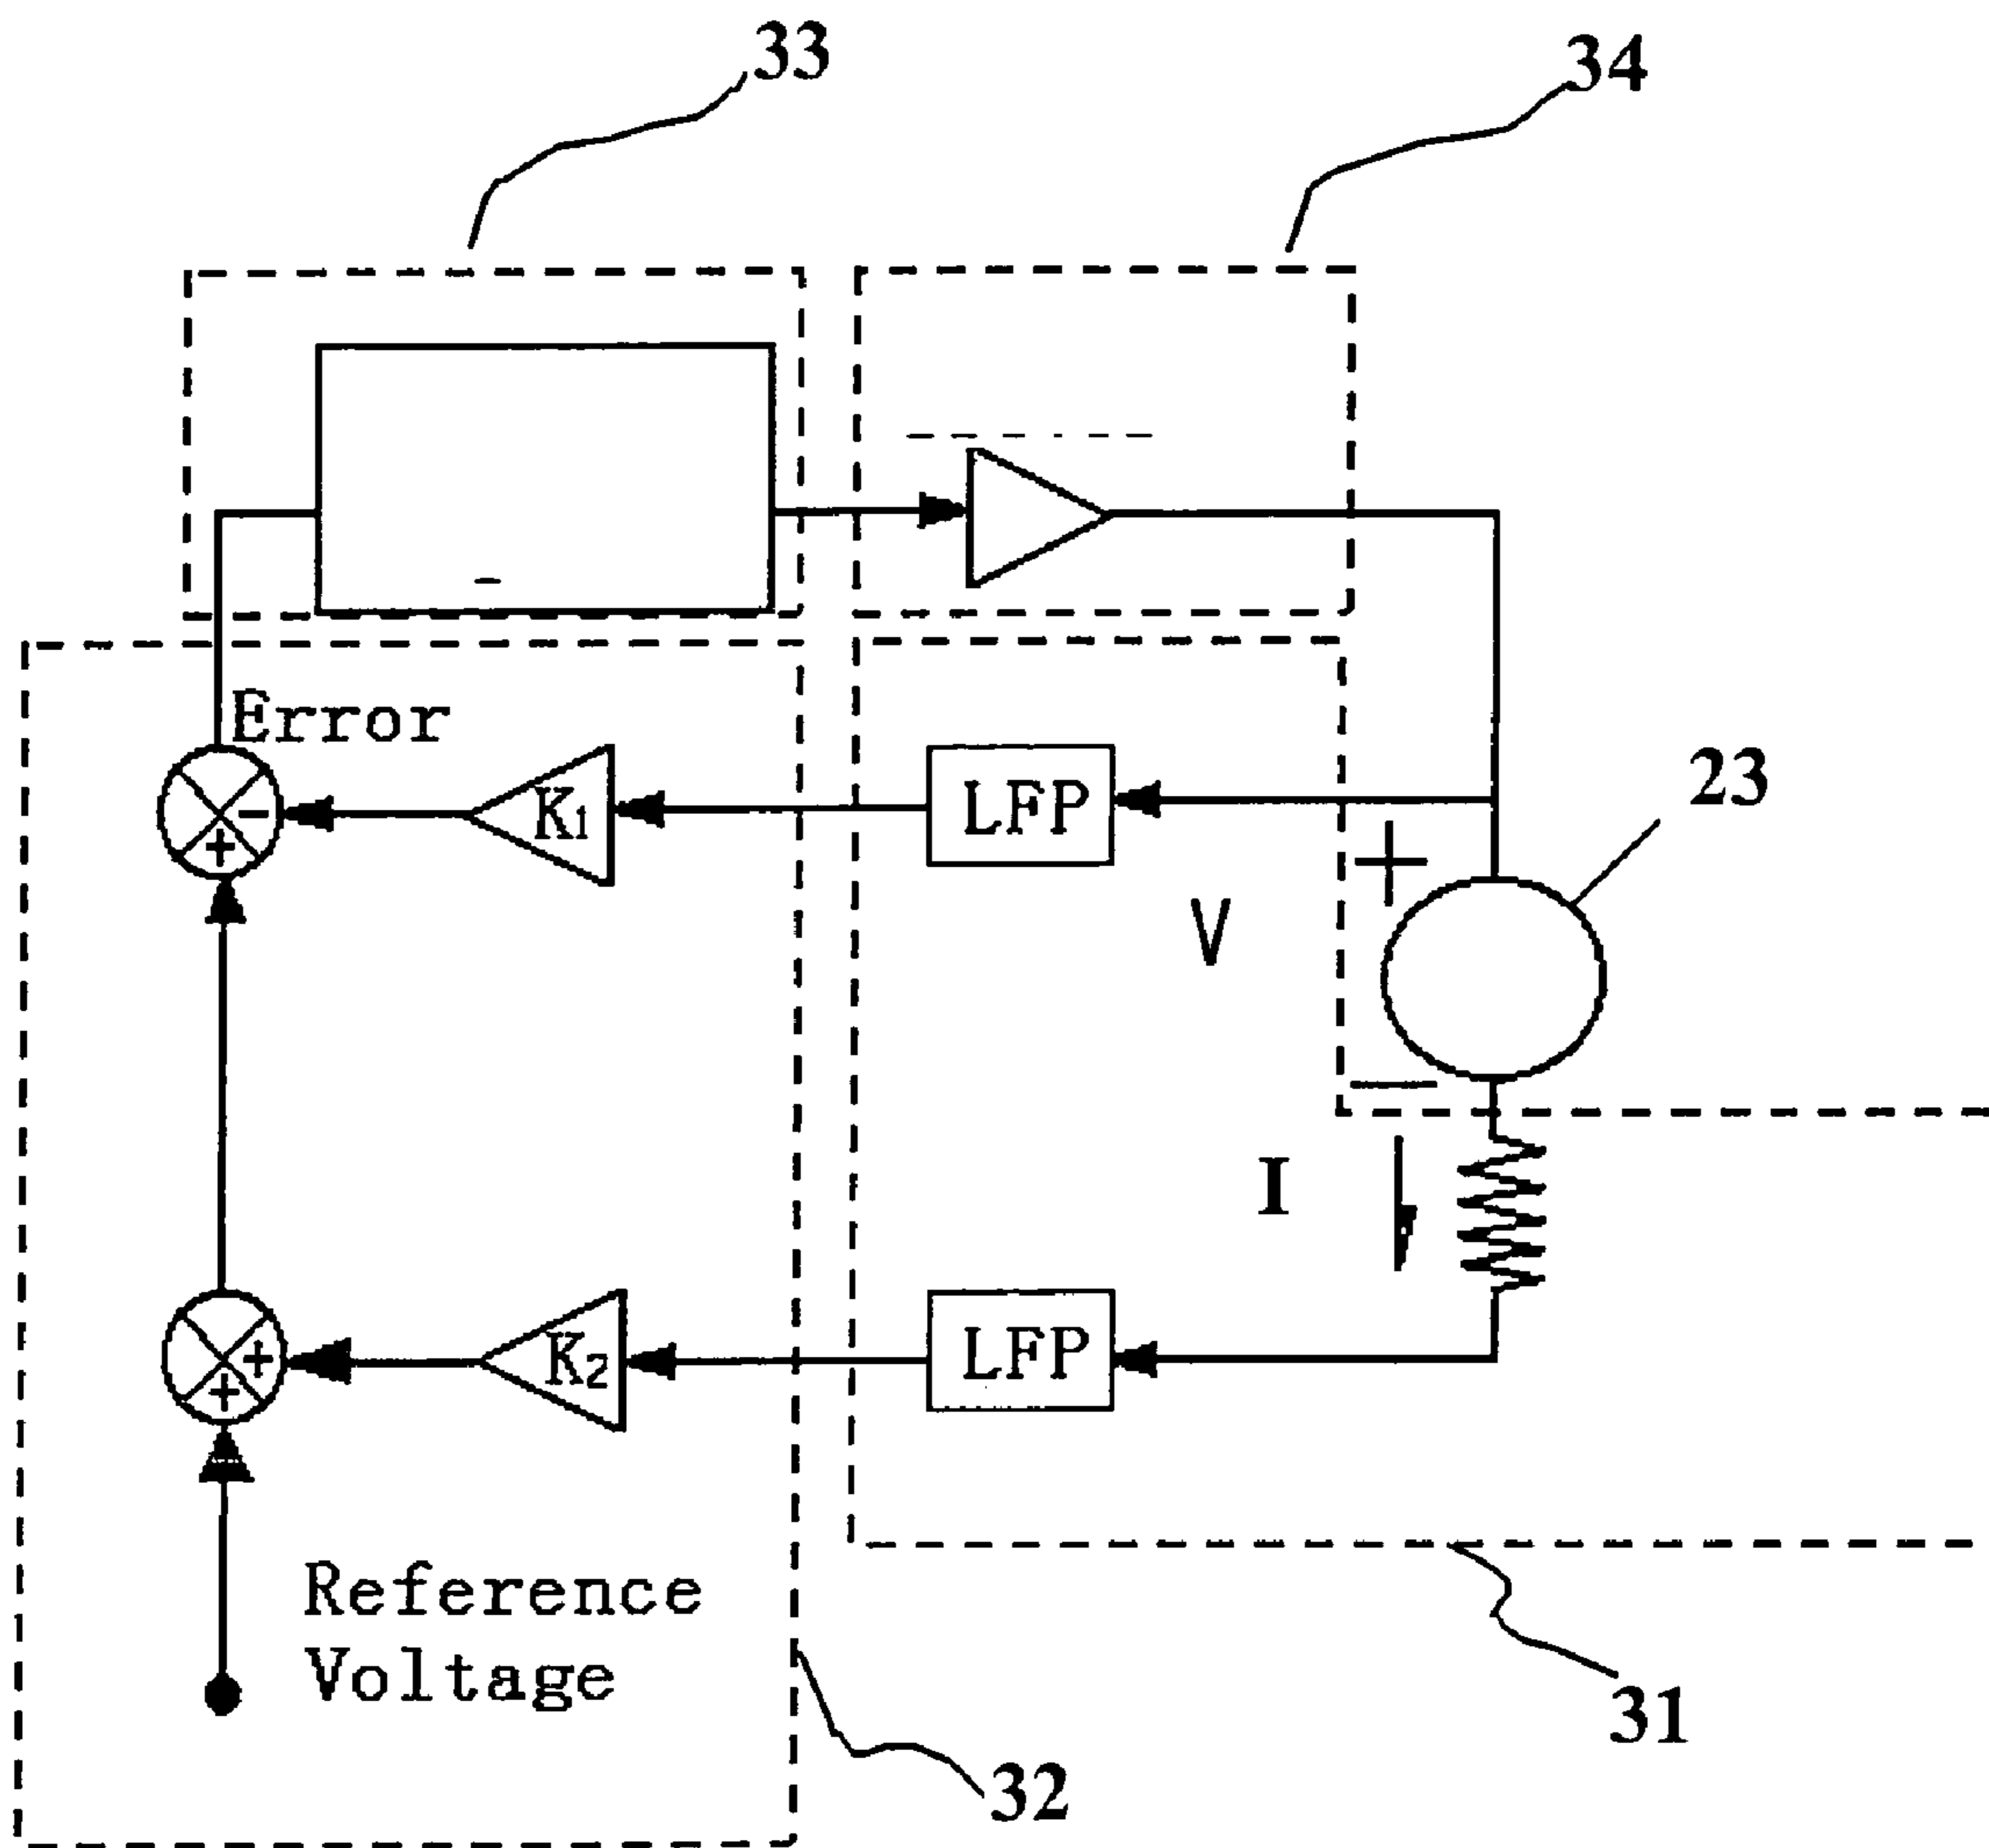 33
34
Error
K1
LFP
23
+
-
+
V
−
I
K2
LFP
+
+
Reference
Voltage
31
32